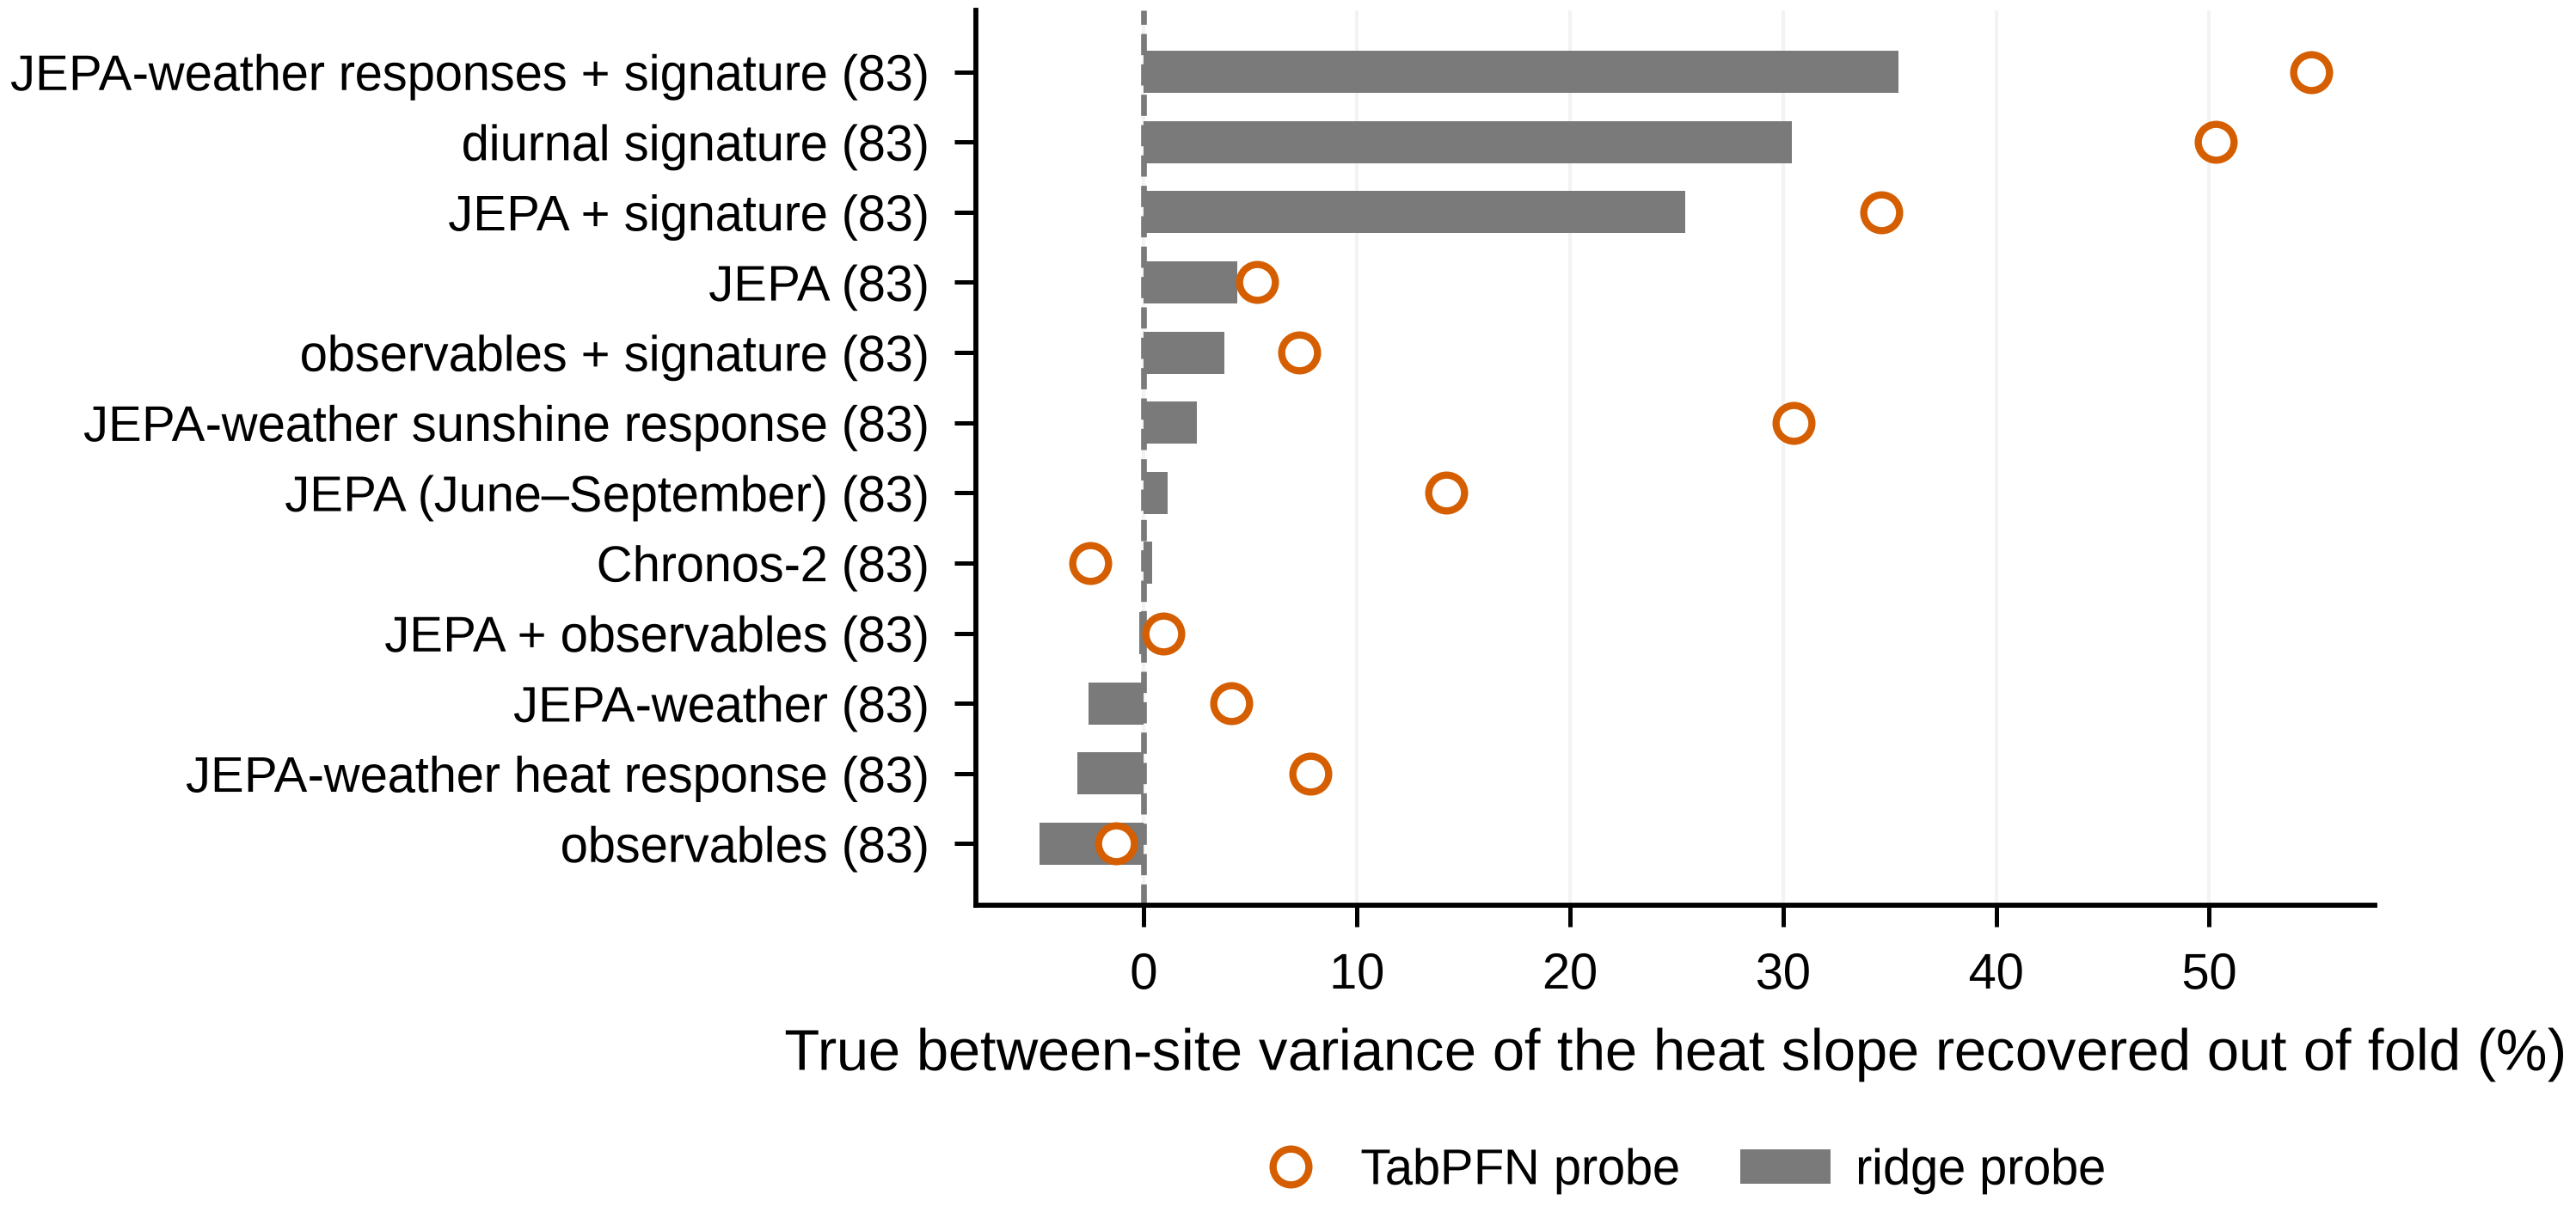 JEPA-weather responses + signature (83)
diurnal signature (83)
JEPA + signature (83)
JEPA (83)
observables + signature (83)
JEPA-weather sunshine response (83)
JEPA (June–September) (83)
Chronos-2 (83)
JEPA + observables (83)
JEPA-weather (83)
JEPA-weather heat response (83)
observables (83)
0 10 20 30 40 50
True between-site variance of the heat slope recovered out of fold (%)
TabPFN probe ridge probe